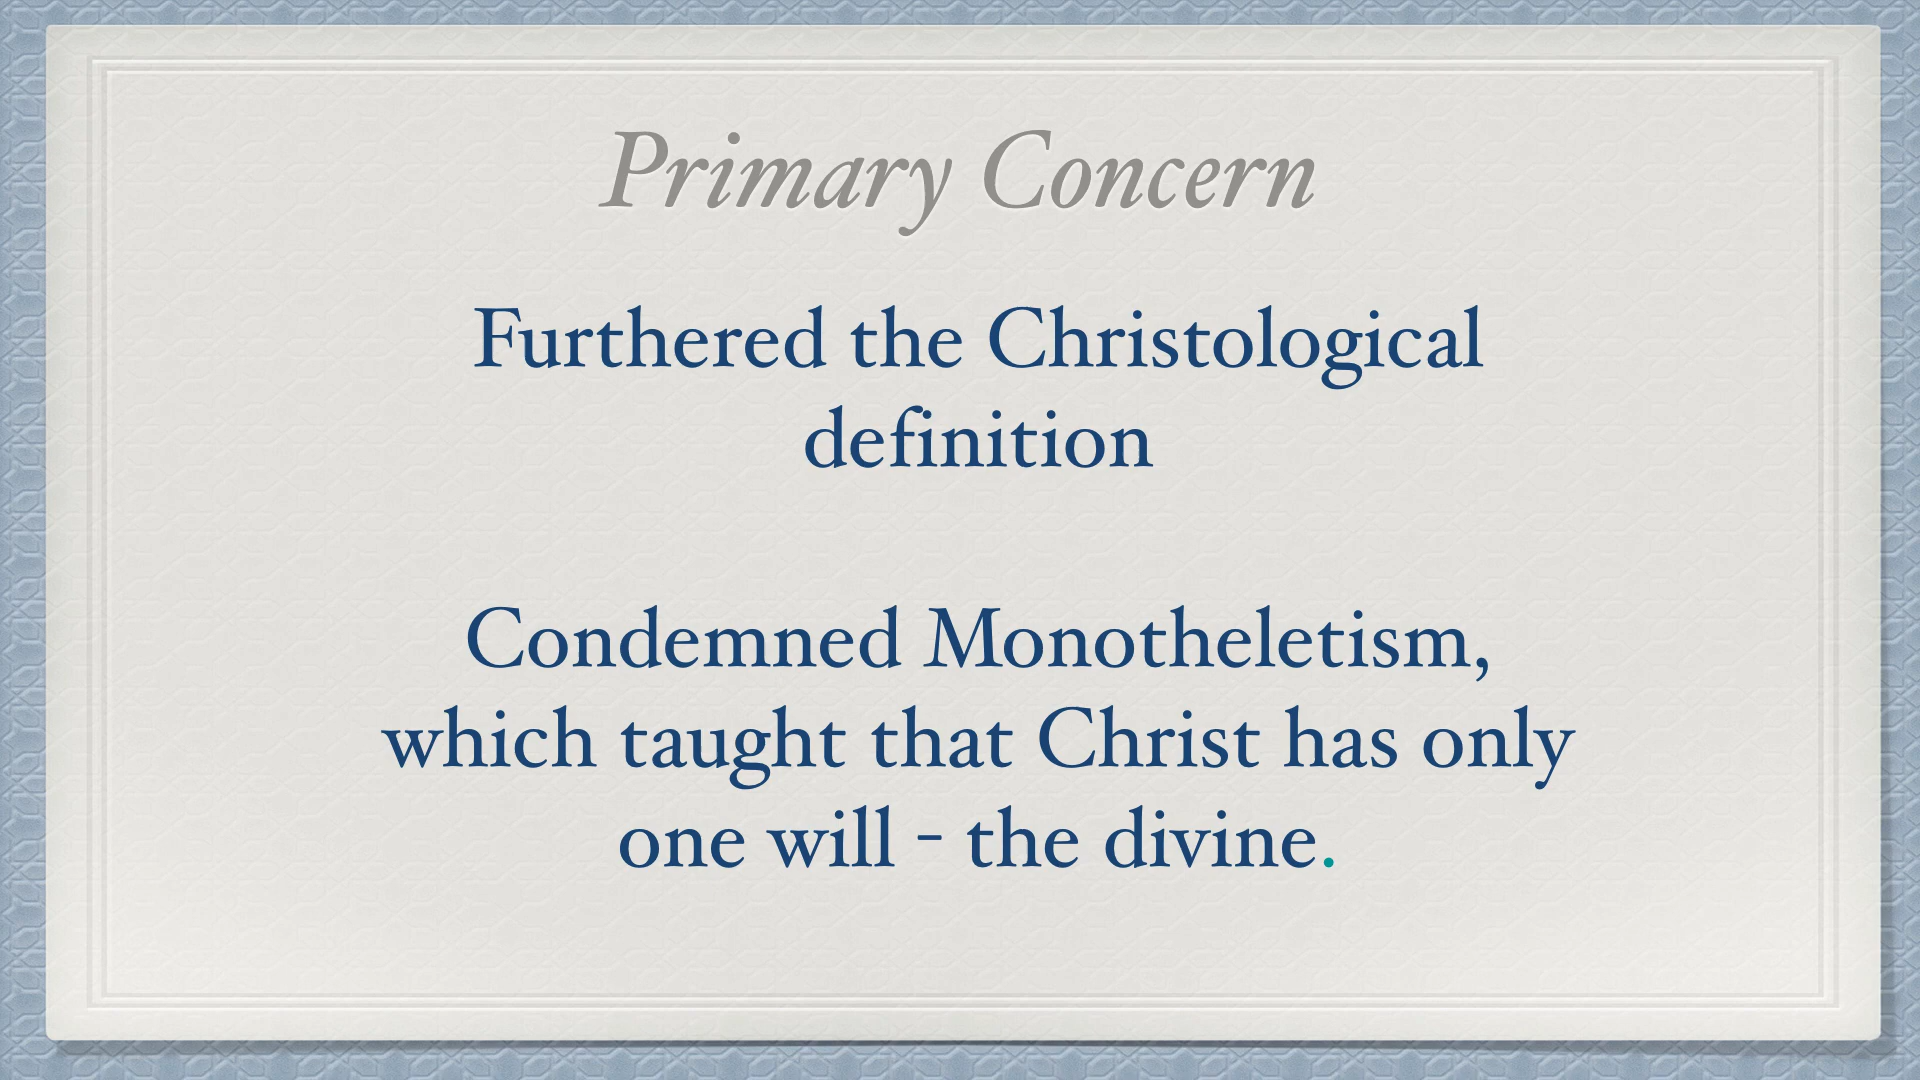 Primary Concern
Furthered the Christological
definition
Condemned Monotheletism,
which taught that Christ has only
one will - the divine.